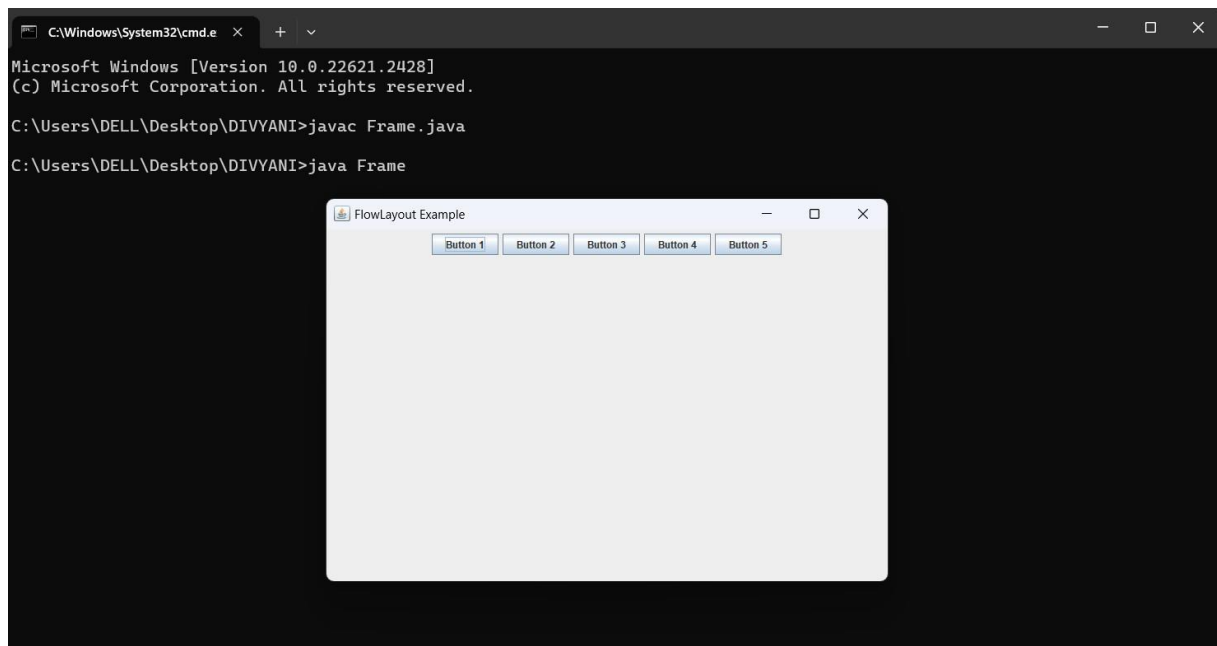 C:\Windows\System32\cmd.e
Microsoft Windows [Version 10.0.22621.2428]
(c) Microsoft Corporation. All rights reserved.
C:\Users\DELL\Desktop\DIVYANI>javac Frame.java
C:\Users\DELL\Desktop\DIVYANI>java Frame
FlowLayout Example
Button 1 Button 2 Button 3 Button 4 Button 5